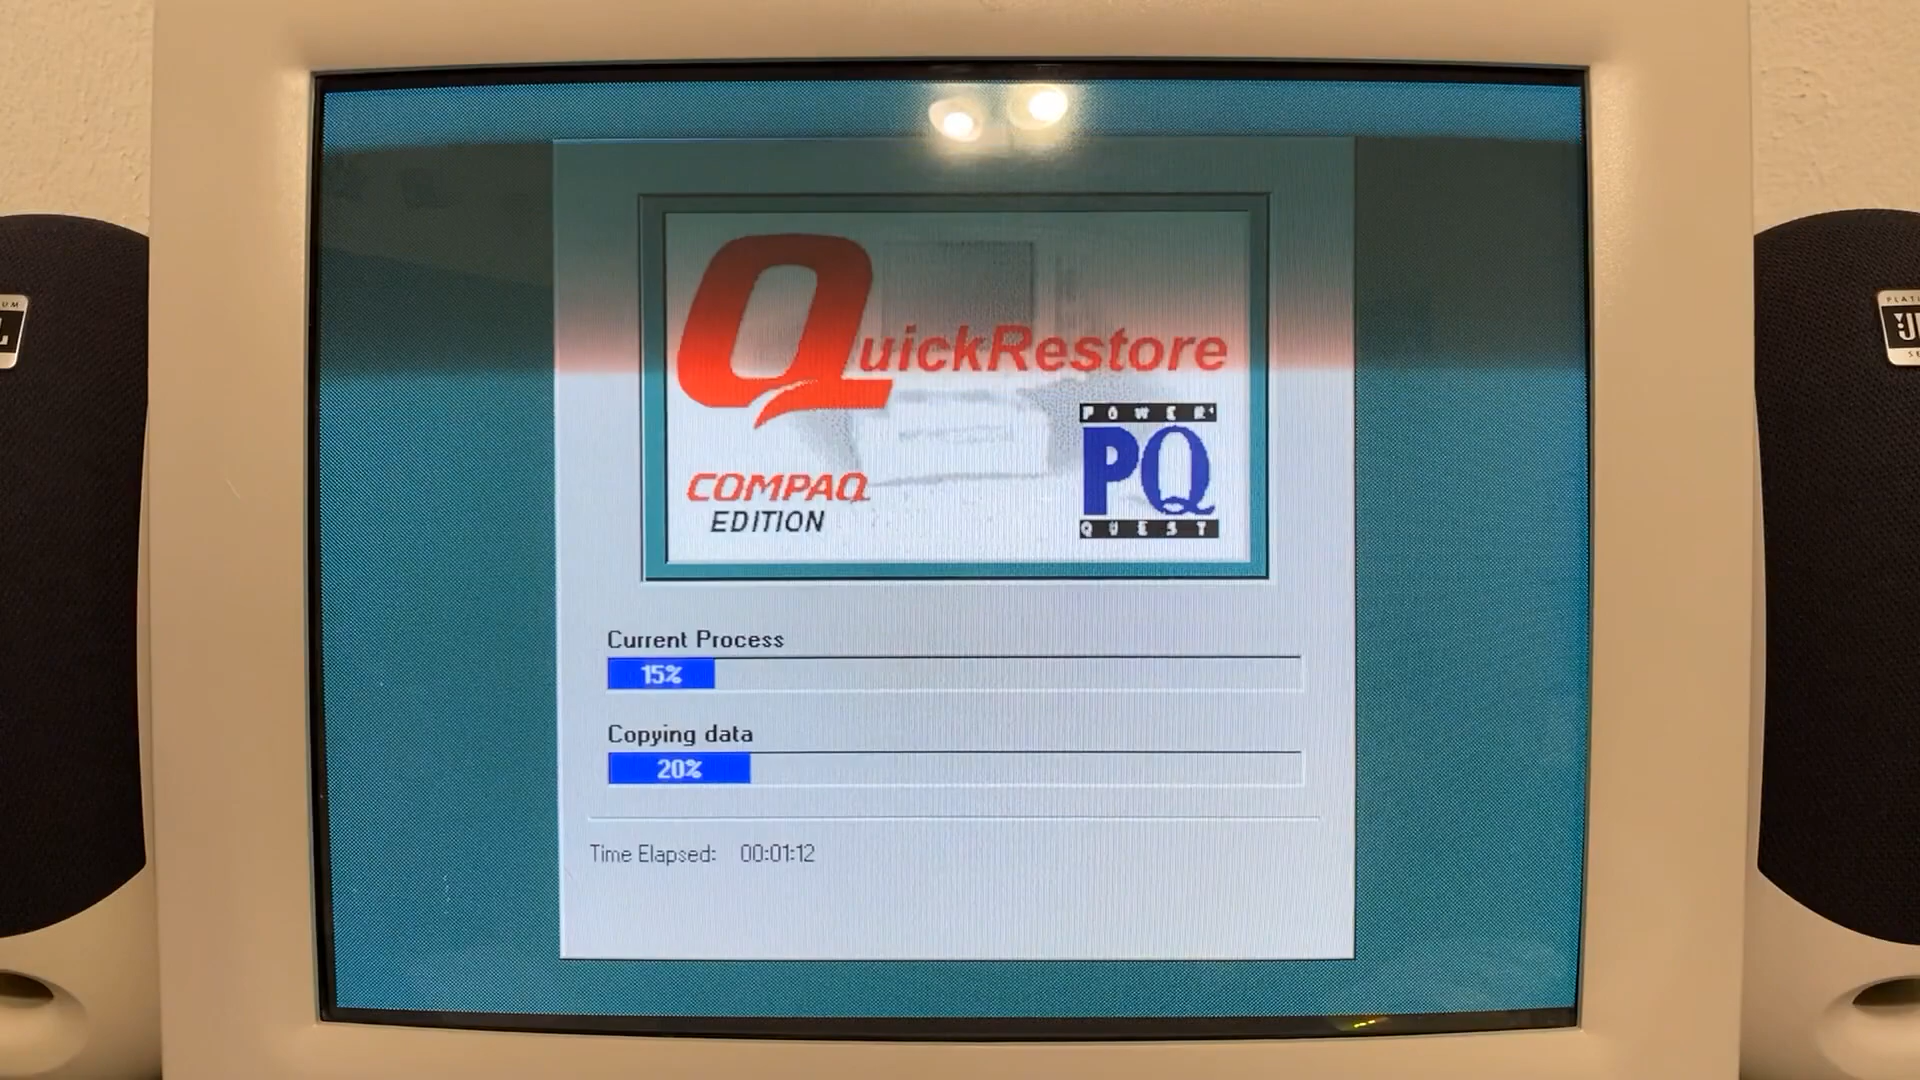 QuickRestore
POWER
PQ
QUEST
COMPAQ
EDITION
Current Process
15%
Copying data
20%
Time Elapsed: 00:01:12